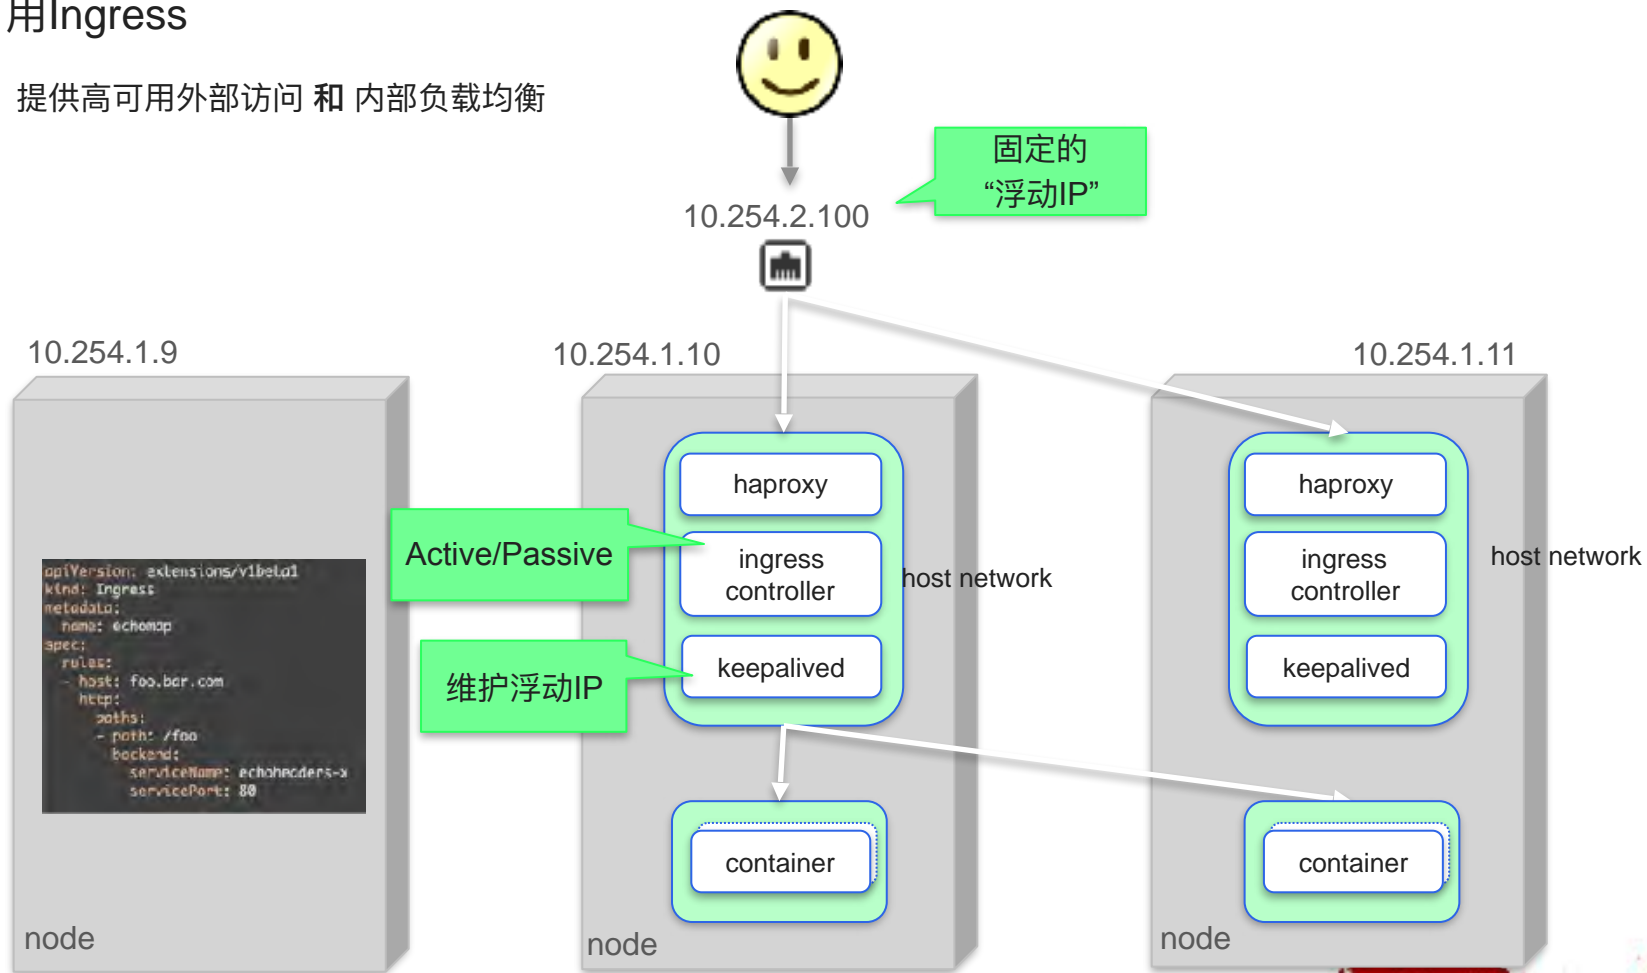 用Ingress
提供高可用外部访问 和 内部负载均衡
固定的
“浮动IP”
10.254.2.100
10.254.1.9
10.254.1.10
10.254.1.11
haproxy
ingress
controller
keepalived
host network
haproxy
ingress
controller
keepalived
host network
Active/Passive
维护浮动IP
apiVersion: extensions/v1beta1
kind: Ingress
metadata:
name: echomap
spec:
rules:
- host: foo.bar.com
http:
paths:
- path: /foo
backend:
serviceName: echoheaders-x
servicePort: 80
container
container
node
node
node